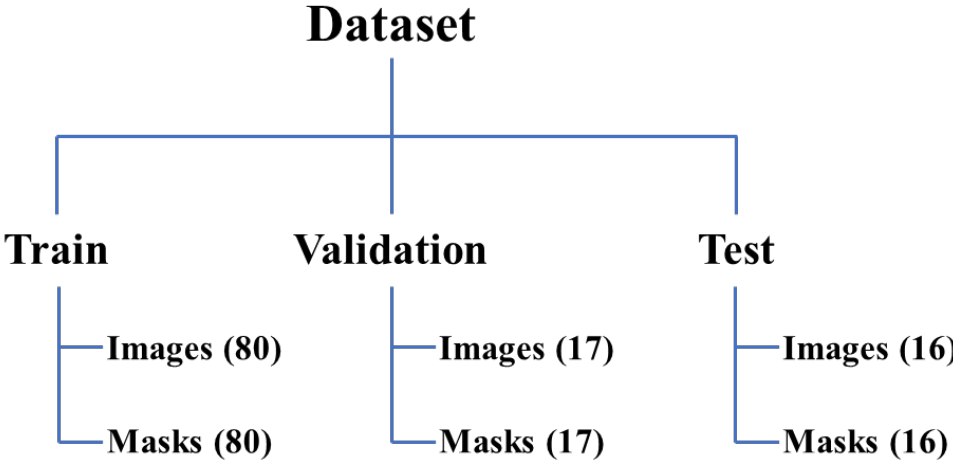 Dataset
Train
Validation
Test
Images (80)
Images (17)
Images (16)
Masks (80)
Masks (17)
Masks (16)